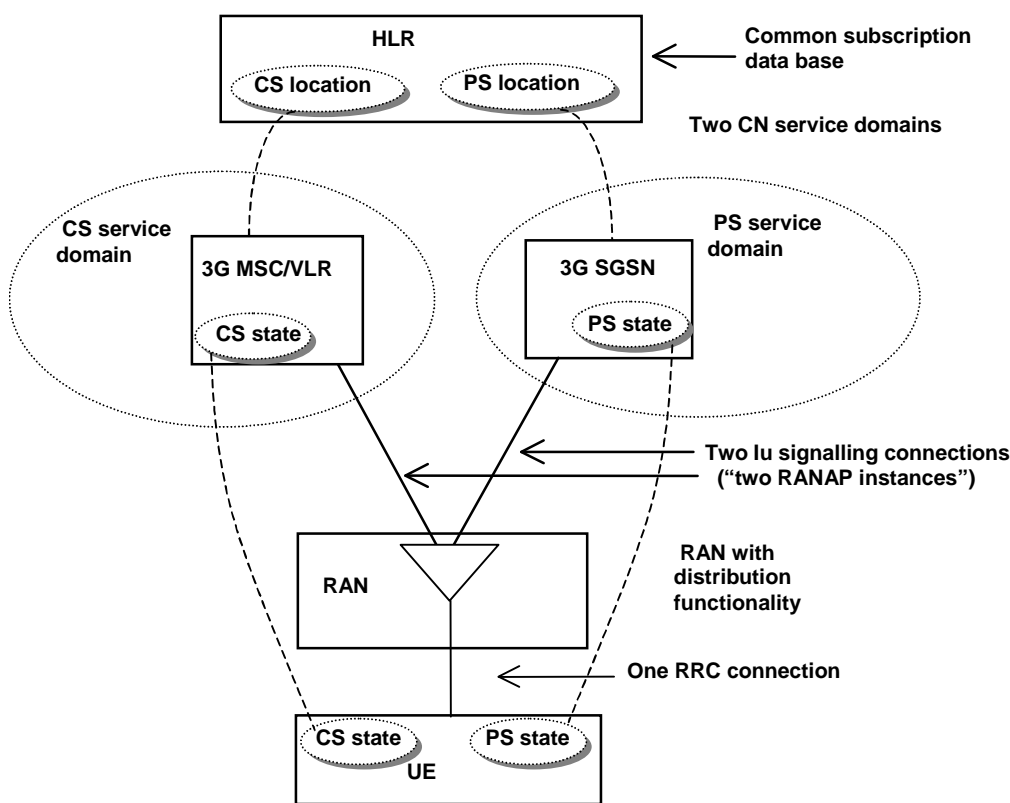 HLR
Common subscription
data base
CS location
PS location
Two CN service domains
CS service
domain
PS service
domain
3G MSC/VLR
3G SGSN
CS state
PS state
Two Iu signalling connections
(“two RANAP instances”)
RAN
RAN with
distribution
functionality
One RRC connection
CS state
PS state
UE